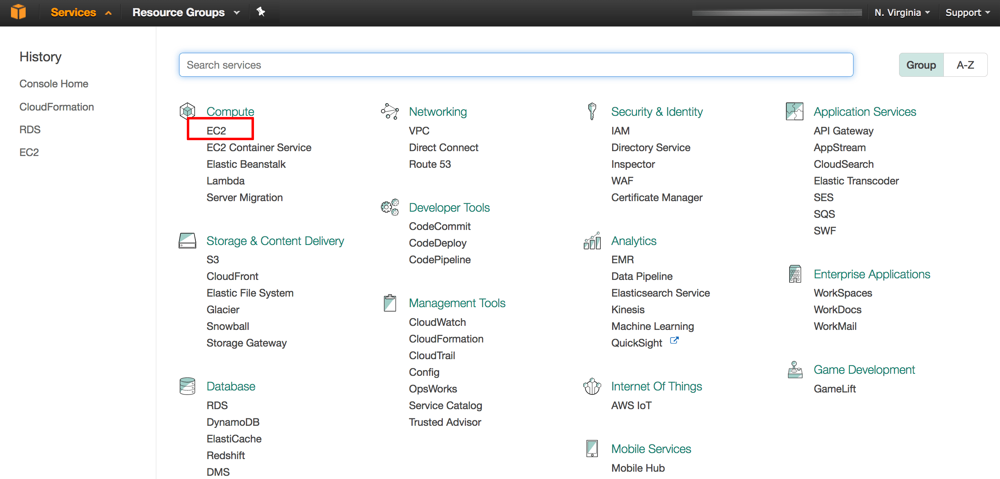 Services
Resource Groups
N. Virginia
Support
History
Console Home
CloudFormation
RDS
EC2
Search services
Group
A-Z
Compute
EC2
EC2 Container Service
Elastic Beanstalk
Lambda
Server Migration
Storage & Content Delivery
S3
CloudFront
Elastic File System
Glacier
Snowball
Storage Gateway
Database
RDS
DynamoDB
ElastiCache
Redshift
DMS
Networking
VPC
Direct Connect
Route 53
Developer Tools
CodeCommit
CodeDeploy
CodePipeline
Management Tools
CloudWatch
CloudFormation
CloudTrail
Config
OpsWorks
Service Catalog
Trusted Advisor
Security & Identity
IAM
Directory Service
Inspector
WAF
Certificate Manager
Analytics
EMR
Data Pipeline
Elasticsearch Service
Kinesis
Machine Learning
QuickSight
Internet Of Things
AWS IoT
Mobile Services
Mobile Hub
Application Services
API Gateway
AppStream
CloudSearch
Elastic Transcoder
SES
SQS
SWF
Enterprise Applications
WorkSpaces
WorkDocs
WorkMail
Game Development
GameLift